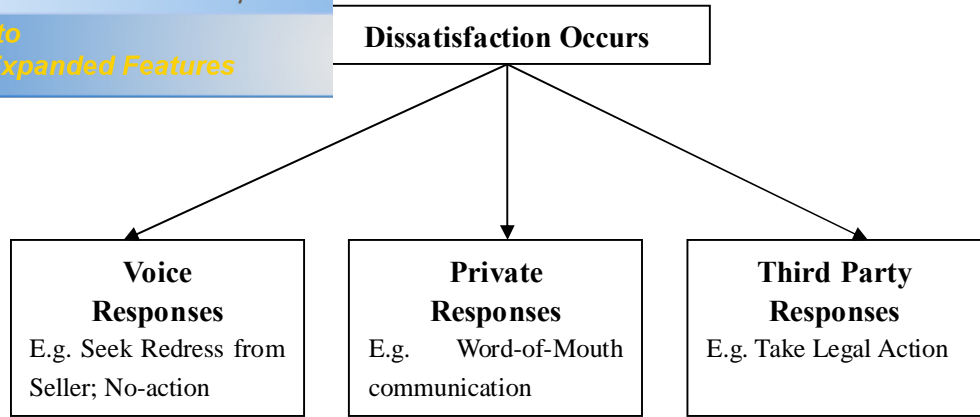 to
Expanded Features
Dissatisfaction Occurs
Voice
Responses
E.g. Seek Redress from
Seller; No-action
Private
Responses
E.g. Word-of-Mouth
communication
Third Party
Responses
E.g. Take Legal Action